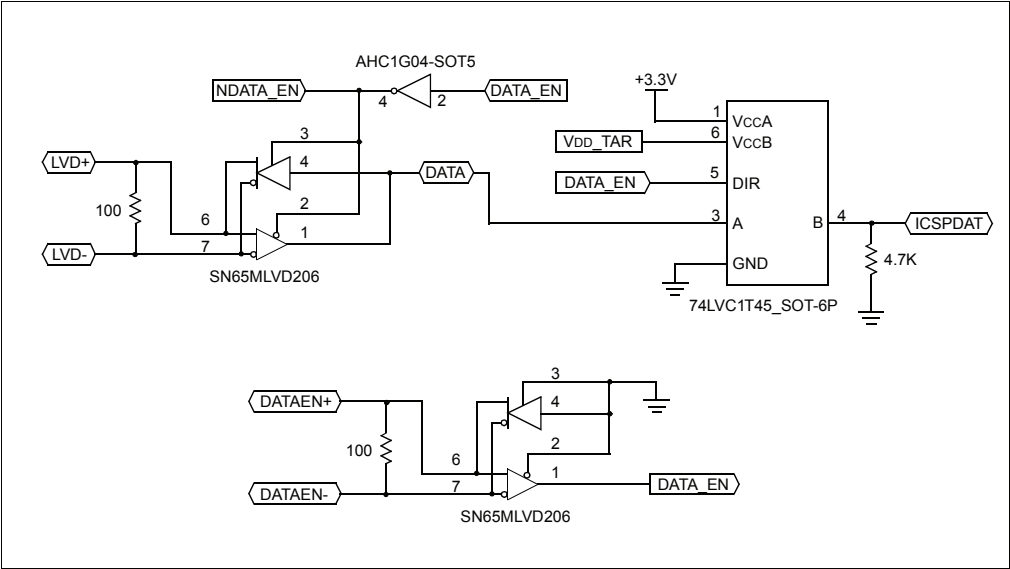 AHC1G04-SOT5
NDATA_EN
4
2
DATA_EN
+3.3V
1
VCCA
VDD_TAR
6
VCCB
3
LVD+
4
DATA
DATA_EN
5
DIR
100
2
6
1
3
A
B
4
ICSPDAT
LVD-
7
GND
4.7K
SN65MLVD206
74LVC1T45_SOT-6P
3
DATAEN+
4
100
2
6
1
DATAEN-
7
DATA_EN
SN65MLVD206